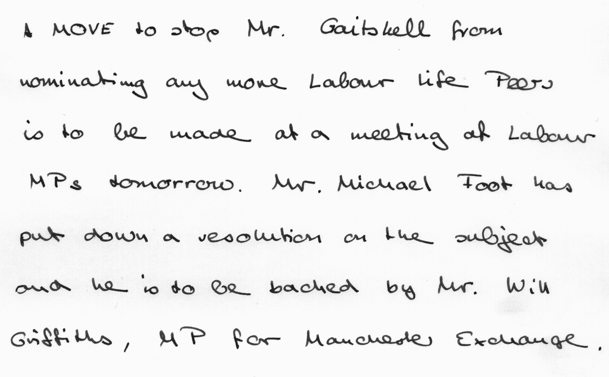 A MOVE to stop Mr. Gaitskell from
nominating any more Labour life Peers
is to be made at a meeting of Labour
MPs tomorrow. Mr. Michael Foot has
put down a resolution on the subject
and he is to be backed by Mr. Will
Griffiths, MP for Manchester Exchange.